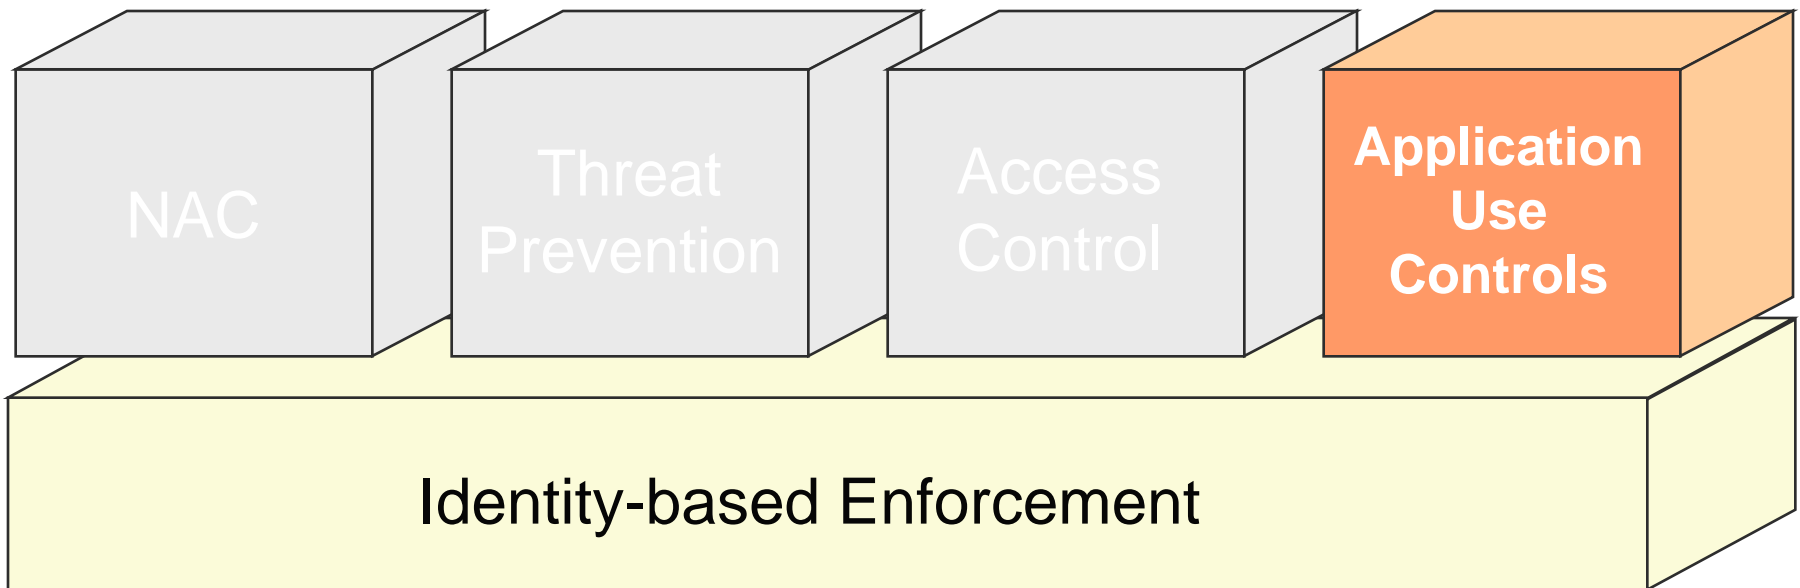 NAC
Threat
Prevention
Access
Control
Application
Use
Controls
Identity-based Enforcement